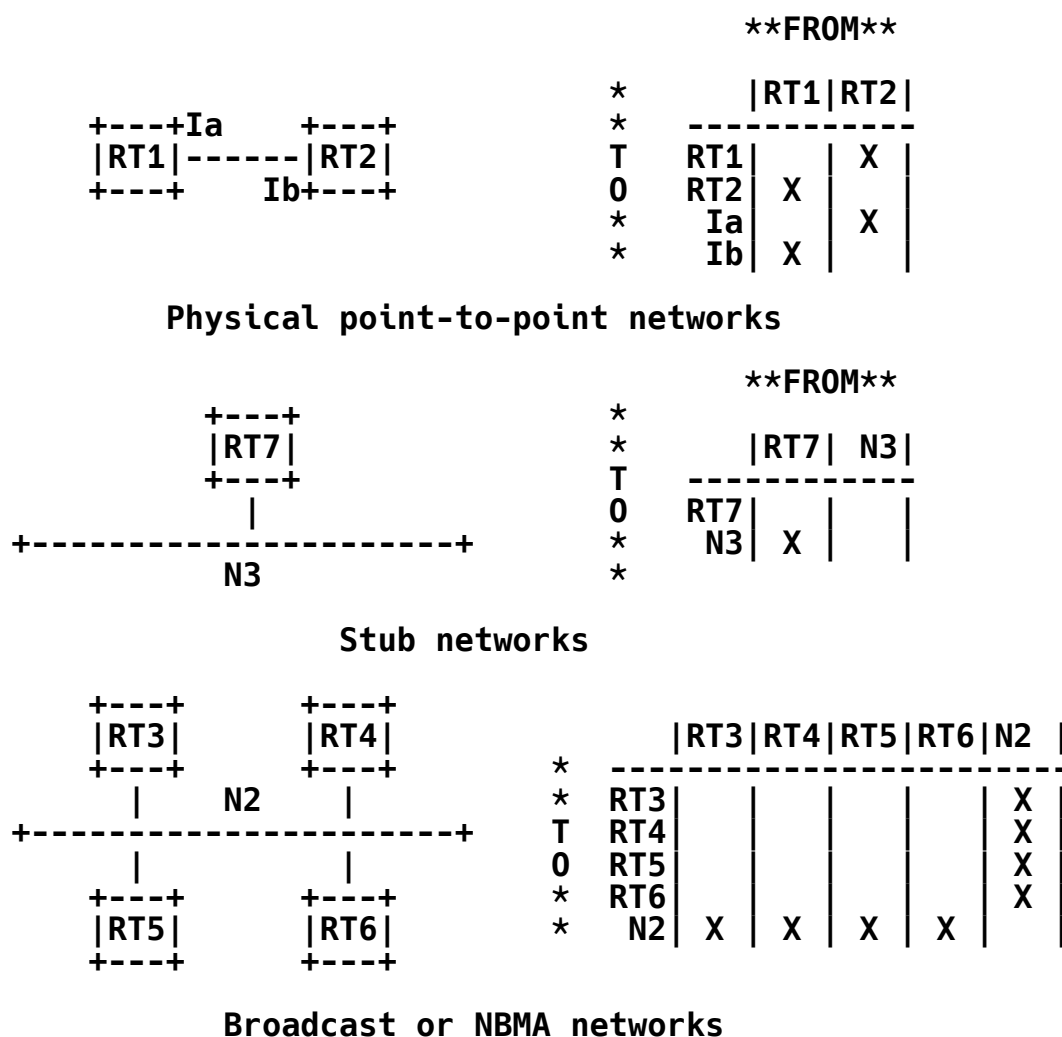 **FROM**

                               *      |RT1|RT2|
    +---+Ia    +---+           *   ------------
    |RT1|------|RT2|           T   RT1|   | X |
    +---+    Ib+---+           O   RT2| X |   |
                               *    Ia|   | X |
                               *    Ib| X |   |

        Physical point-to-point networks

                                      **FROM**
          +---+                *
          |RT7|                *      |RT7| N3|
          +---+                T   ------------
            |                  O   RT7|   |   |
+----------------------+       *    N3| X |   |
           N3                  *

                 Stub networks

    +---+      +---+
    |RT3|      |RT4|              |RT3|RT4|RT5|RT6|N2 |
    +---+      +---+        *  ------------------------
      |    N2    |          *  RT3|   |   |   |   | X |
+----------------------+    T  RT4|   |   |   |   | X |
      |          |          O  RT5|   |   |   |   | X |
    +---+      +---+        *  RT6|   |   |   |   | X |
    |RT5|      |RT6|        *   N2| X | X | X | X |   |
    +---+      +---+

           Broadcast or NBMA networks